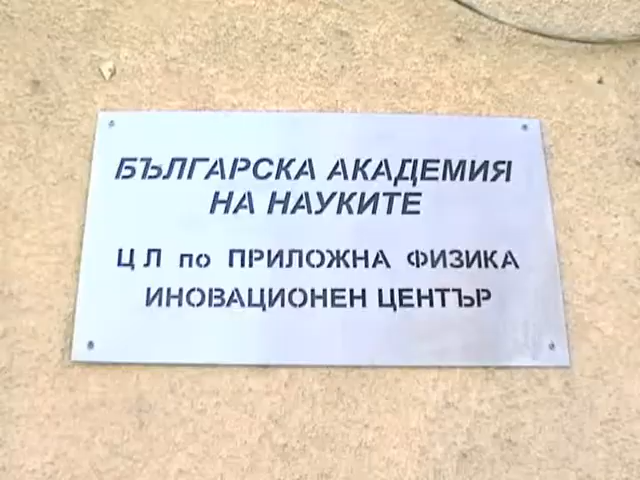 БЪЛГАРСКА АКАДЕМИЯ
НА НАУКИТЕ
ЦЛ по ПРИЛОЖНА ФИЗИКА
ИНОВАЦИОНЕН ЦЕНТЪР